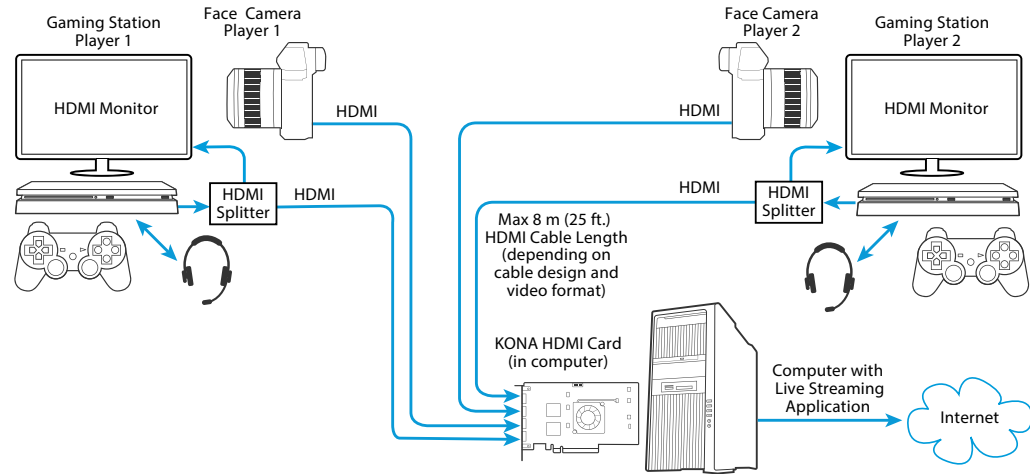 Gaming Station
Player 1
Face Camera
Player 1
Face Camera
Player 2
Gaming Station
Player 2
HDMI Monitor
HDMI
HDMI
HDMI Monitor
HDMI
Splitter
HDMI
HDMI
HDMI
Splitter
Max 8 m (25 ft.)
HDMI Cable Length
(depending on
cable design and
video format)
KONA HDMI Card
(in computer)
Computer with
Live Streaming
Application
Internet